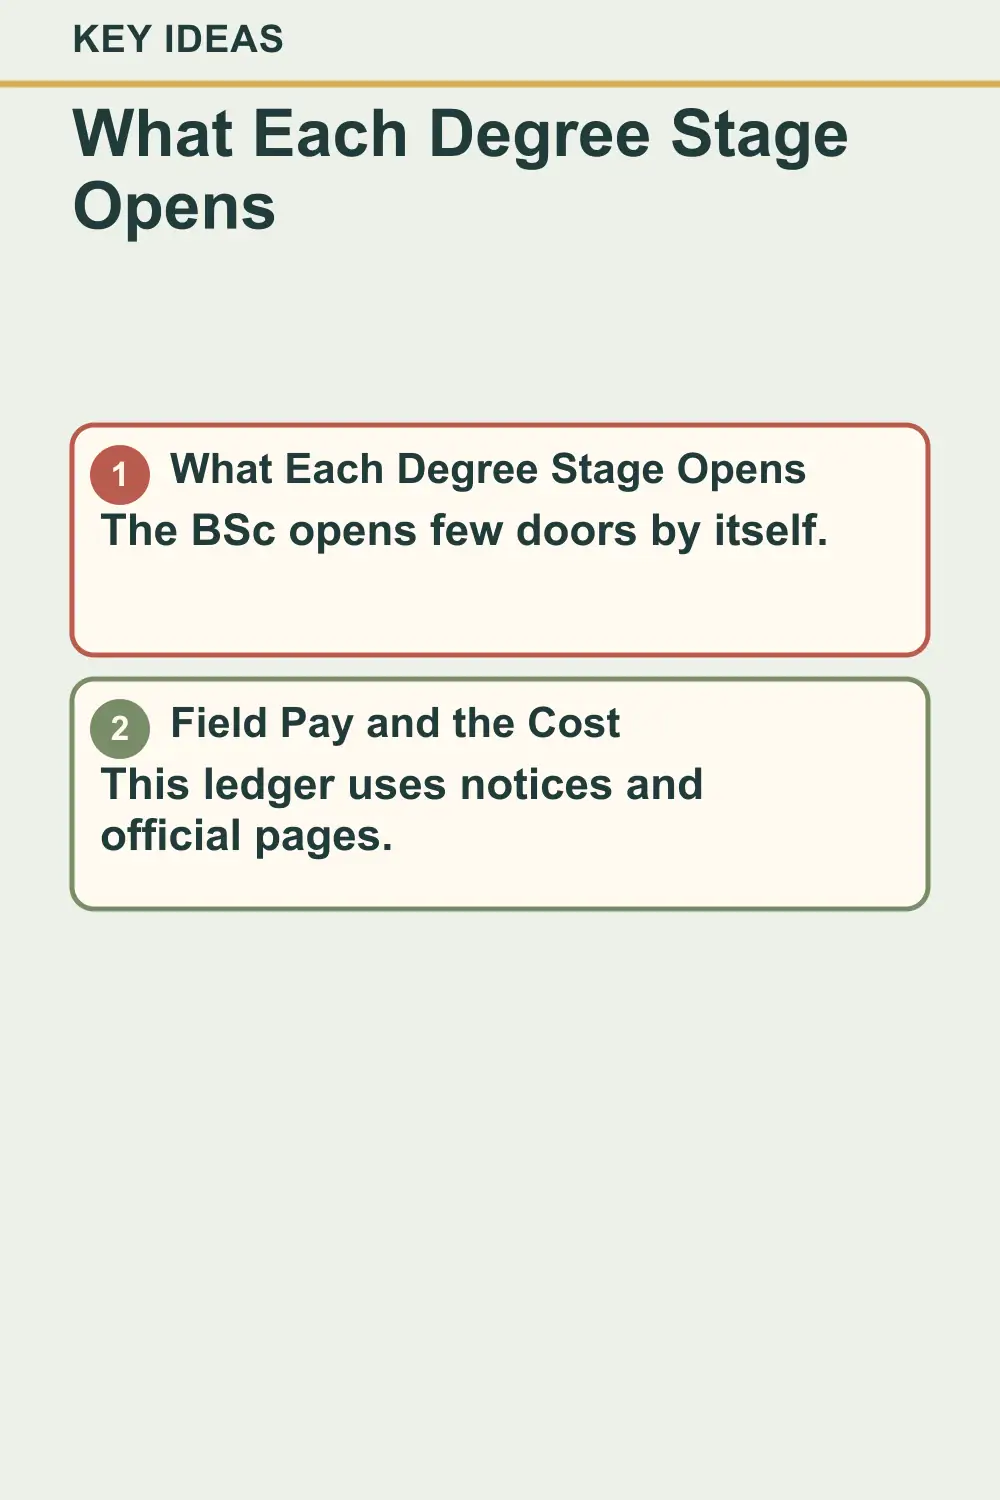 KEY IDEAS
What Each Degree Stage
Opens
1 What Each Degree Stage Opens
The BSc opens few doors by itself.
2 Field Pay and the Cost
This ledger uses notices and
official pages.